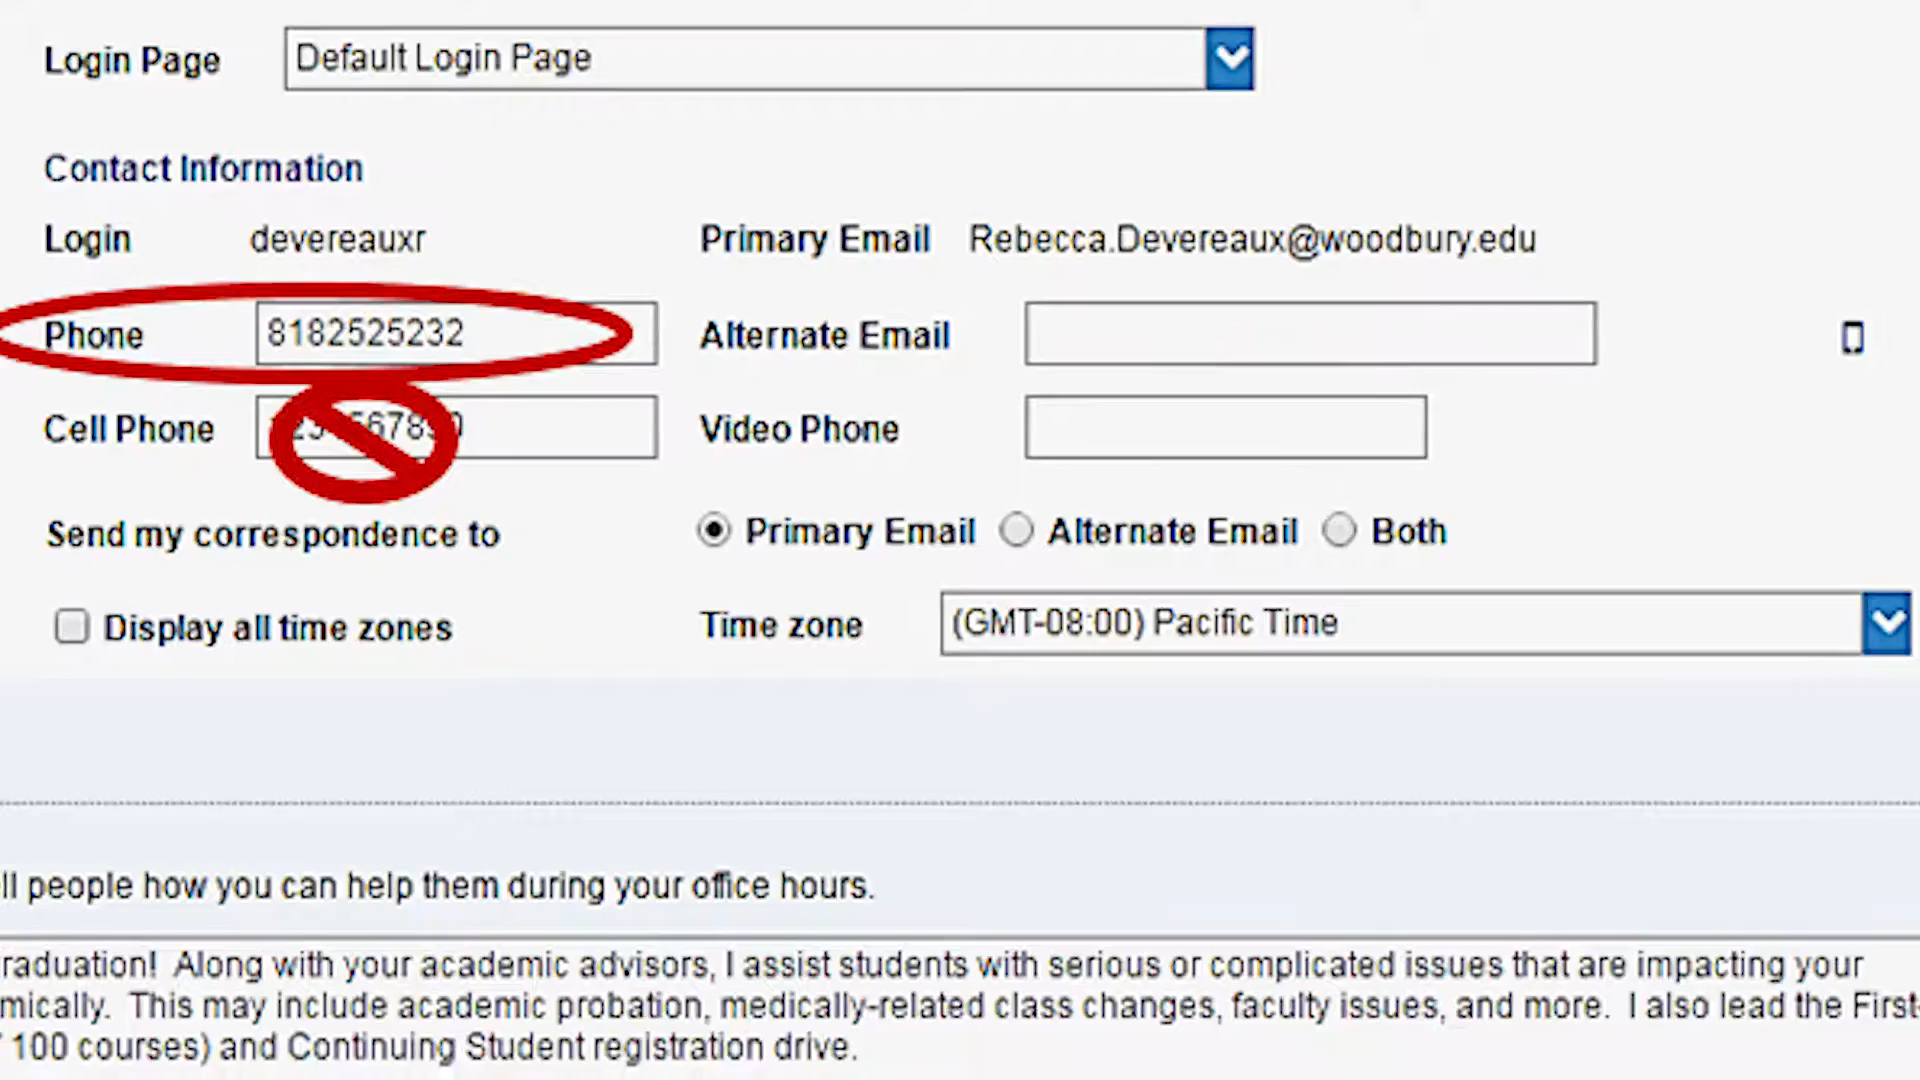 Login Page Default Login Page
Contact Information
Login devereauxr Primary Email Rebecca.Devereaux@woodbury.edu
Phone 8182525232 Alternate Email
Cell Phone Video Phone
Send my correspondence to Primary Email Alternate Email Both
Display all time zones Time zone (GMT-08:00) Pacific Time
ll people how you can help them during your office hours.
raduation! Along with your academic advisors, I assist students with serious or complicated issues that are impacting your
mically. This may include academic probation, medically-related class changes, faculty issues, and more. I also lead the First-
100 courses) and Continuing Student registration drive.